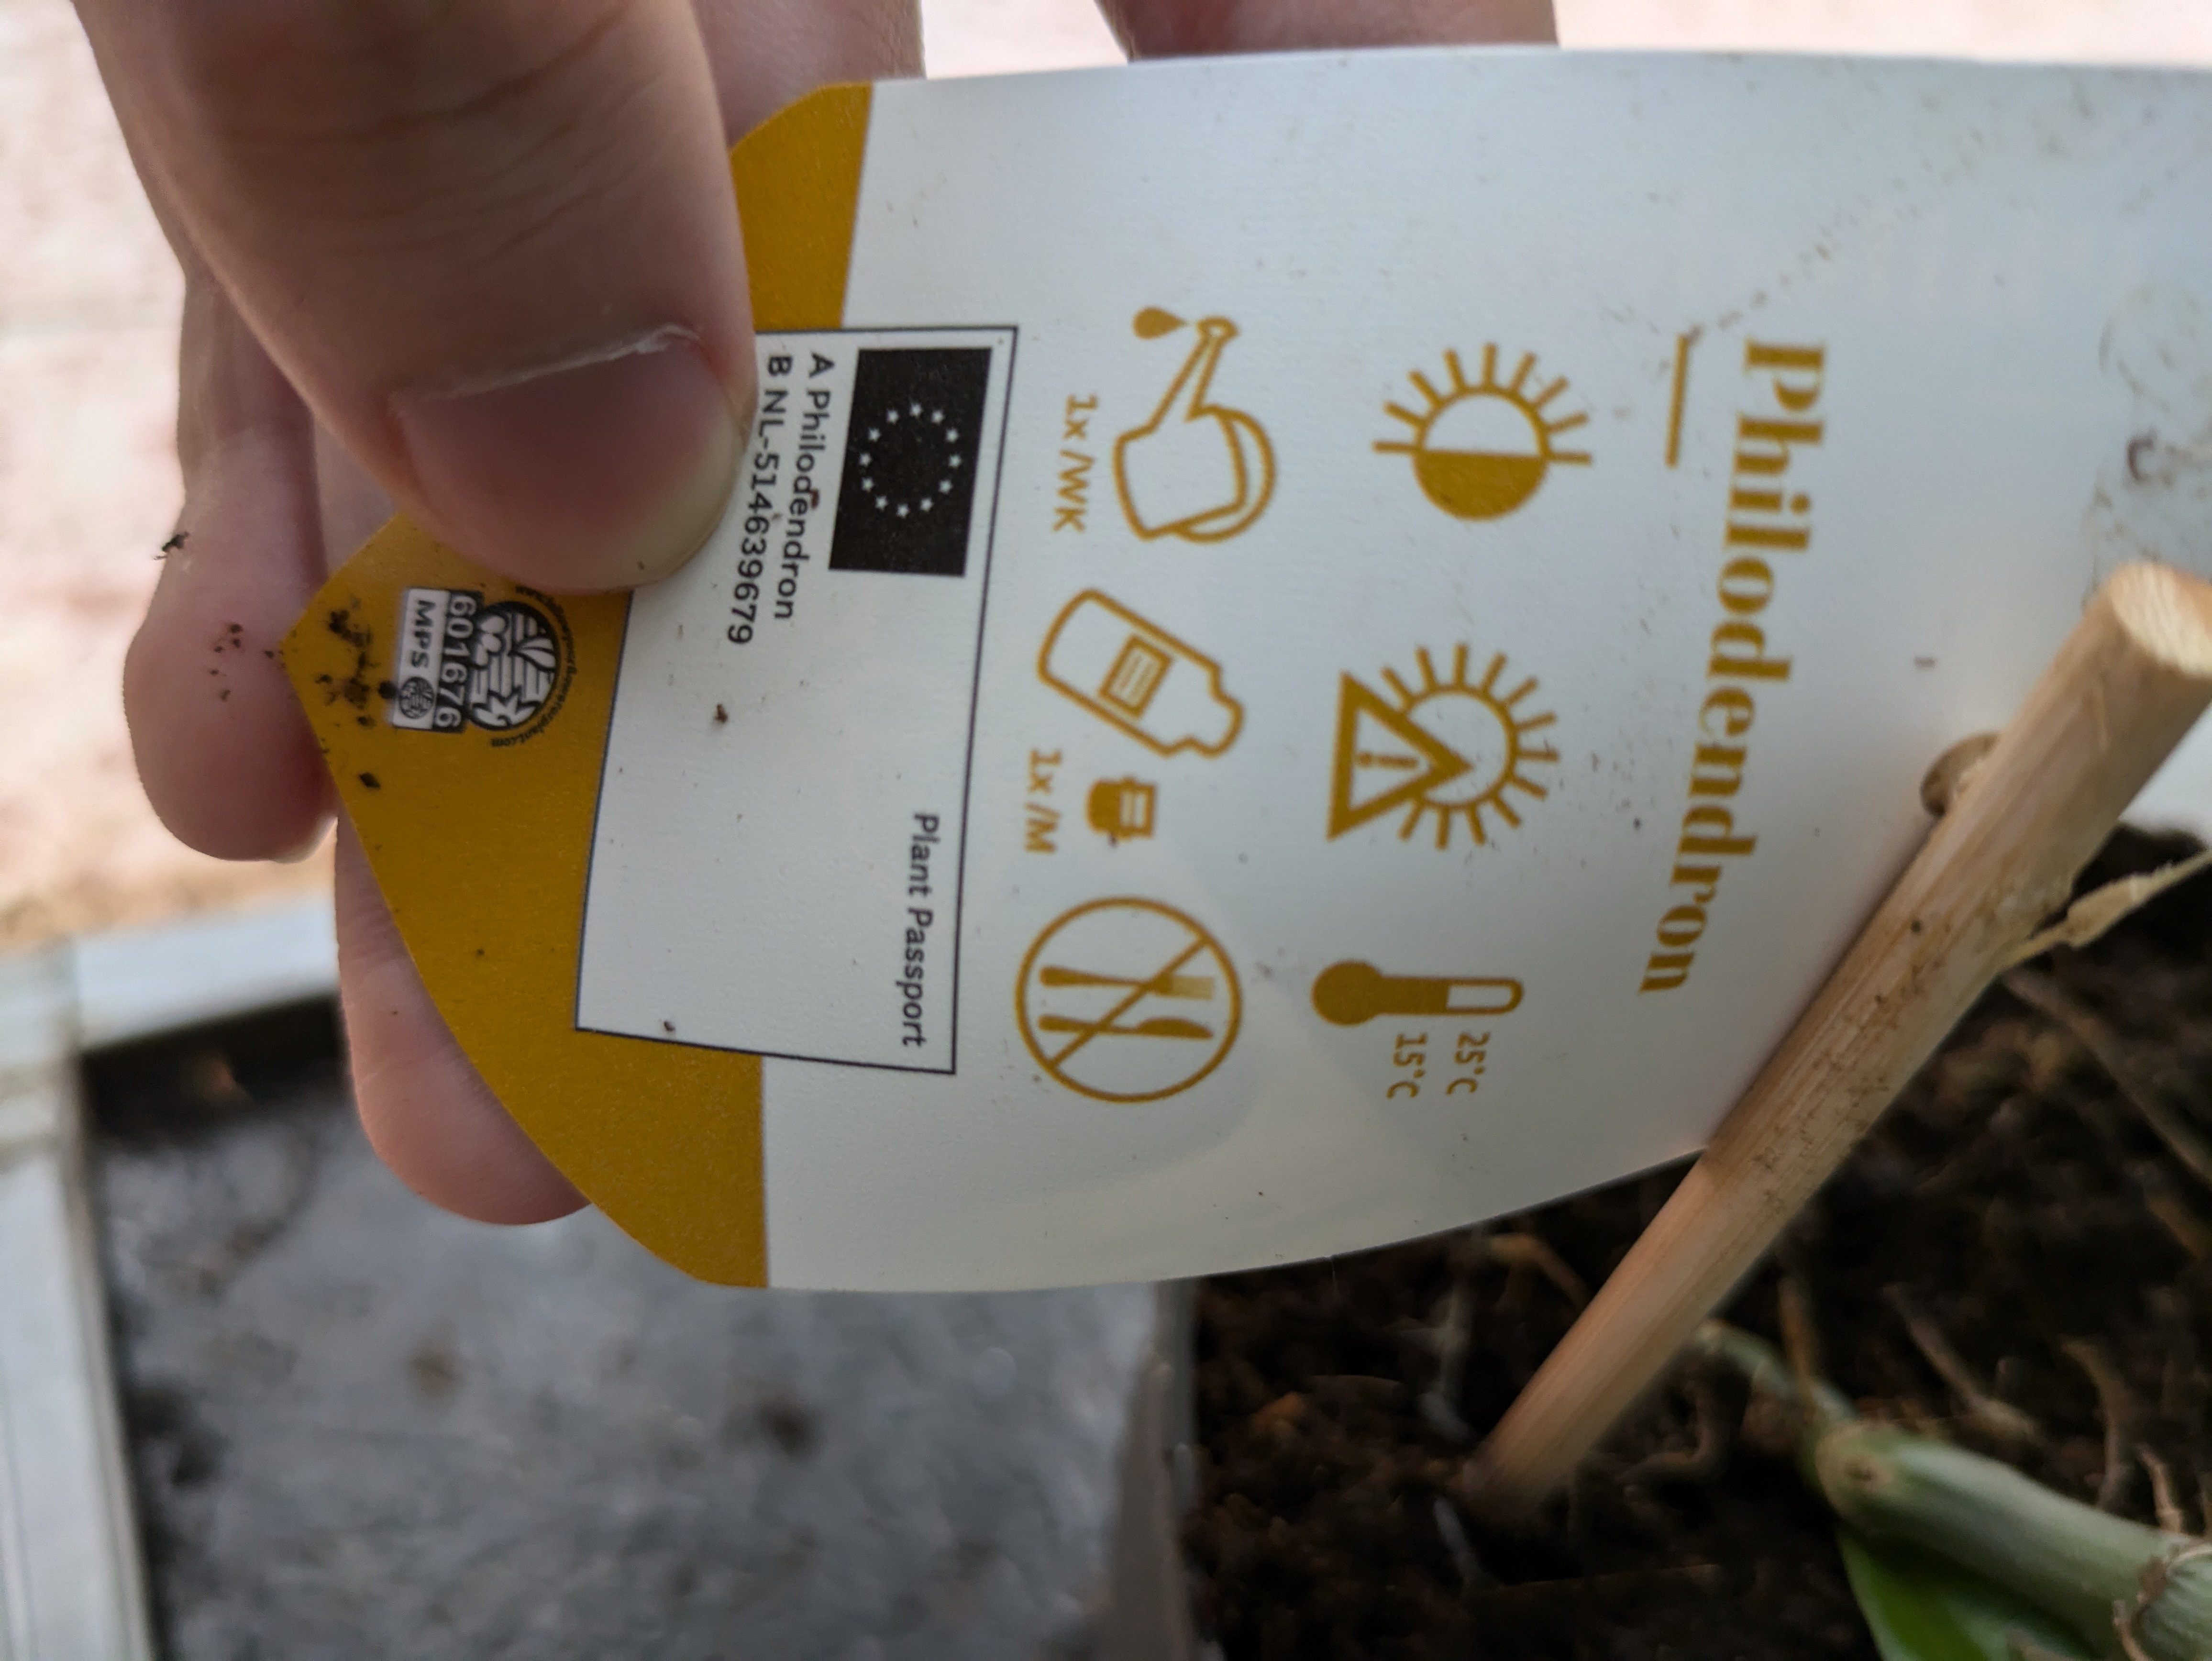 Philodendron
25°C
15°C
1x /WK
1x /M
Plant Passport
A Philodendron
B NL-514639679
601676
MPS